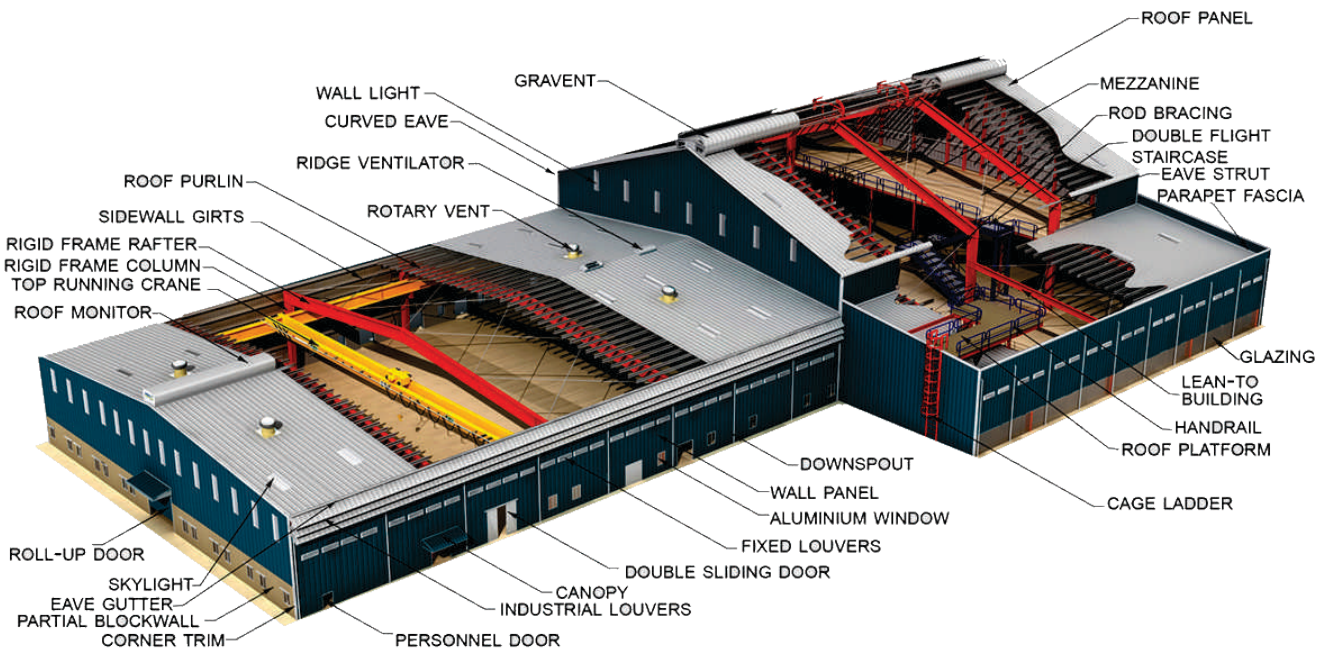 ROOF PANEL
GRAVENT
MEZZANINE
WALL LIGHT
ROD BRACING
CURVED EAVE
DOUBLE FLIGHT
STAIRCASE
RIDGE VENTILATOR
EAVE STRUT
ROOF PURLIN
PARAPET FASCIA
ROTARY VENT
SIDEWALL GIRTS
RIGID FRAME RAFTER
RIGID FRAME COLUMN
TOP RUNNING CRANE
ROOF MONITOR
GLAZING
LEAN-TO
BUILDING
HANDRAIL
ROOF PLATFORM
DOWNSPOUT
WALL PANEL
CAGE LADDER
ALUMINIUM WINDOW
FIXED LOUVERS
ROLL-UP DOOR
DOUBLE SLIDING DOOR
SKYLIGHT
CANOPY
EAVE GUTTER
INDUSTRIAL LOUVERS
PARTIAL BLOCKWALL
CORNER TRIM
PERSONNEL DOOR